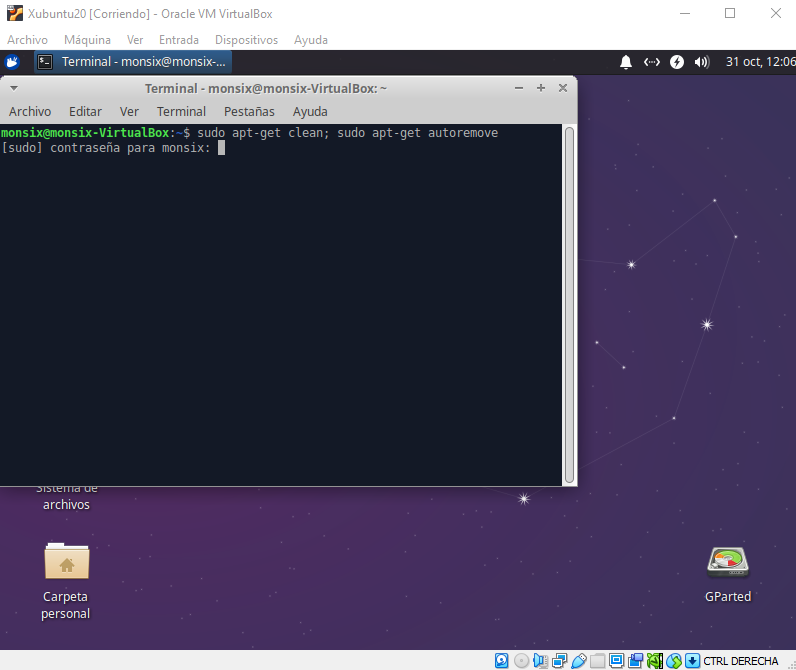 Xubuntu20 [Corriendo] - Oracle VM VirtualBox
Archivo Máquina Ver Entrada Dispositivos Ayuda
Terminal - monsix@monsix-... 31 oct, 12:06
Terminal - monsix@monsix-VirtualBox: ~
Archivo Editar Ver Terminal Pestañas Ayuda
monsix@monsix-VirtualBox:~$ sudo apt-get clean; sudo apt-get autoremove
[sudo] contraseña para monsix:
Sistema de
archivos
Carpeta
personal
GParted
CTRL DERECHA